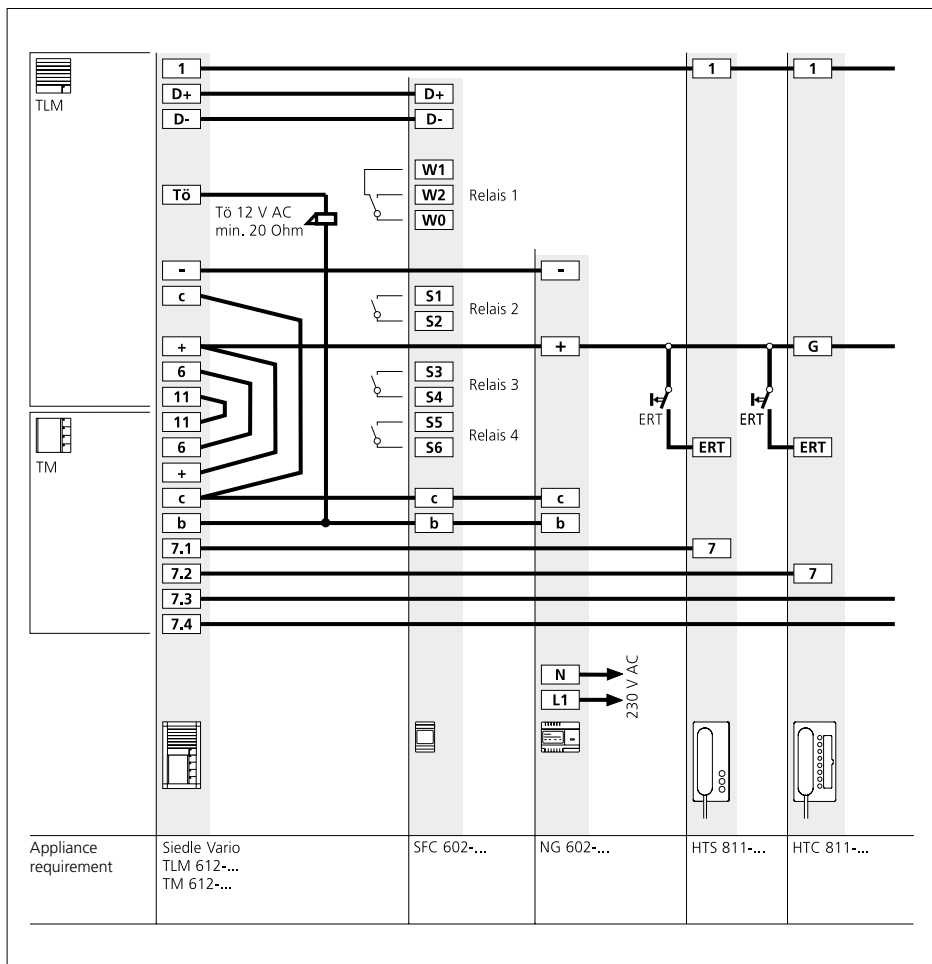 1 1 1
TLM D+ D+
D- D-
W1
Tö W2 Relais 1
Tö 12 V AC W0
min. 20 Ohm
- -
c S1
S2 Relais 2
+ + G
6 S3
11 S4 Relais 3
ERT ERT
11 S5
6 S6 Relais 4 ERT ERT
TM
+
c c c
b b b
7.1 7
7.2 7
7.3
7.4
N
L1
230 V AC
Appliance
requirement
Siedle Vario
TLM 612-...
TM 612-...
SFC 602-...
NG 602-...
HTS 811-...
HTC 811-...